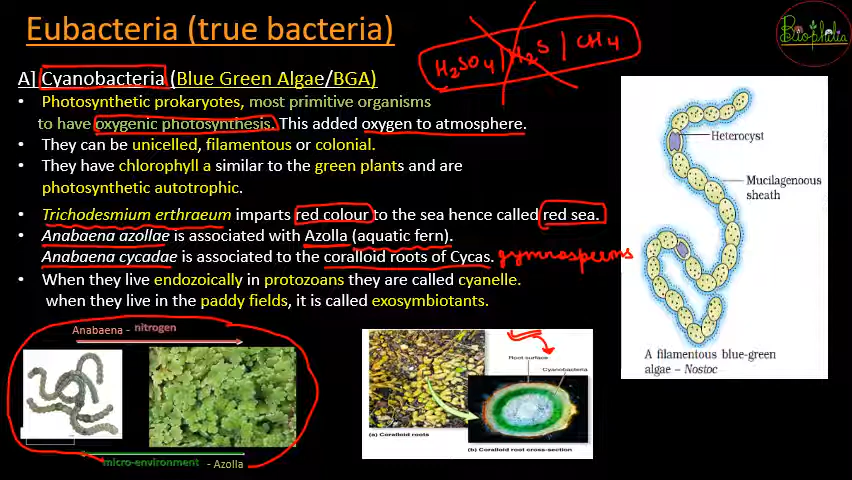 Eubacteria (true bacteria)
H2SO4 | H2S | CH4
Biophilia
A] Cyanobacteria (Blue Green Algae/BGA)
• Photosynthetic prokaryotes, most primitive organisms
to have oxygenic photosynthesis. This added oxygen to atmosphere.
• They can be unicelled, filamentous or colonial.
• They have chlorophyll a similar to the green plants and are
photosynthetic autotrophic.
• Trichodesmium erthraeum imparts red colour to the sea hence called red sea.
• Anabaena azollae is associated with Azolla (aquatic fern).
Anabaena cycadae is associated to the coralloid roots of Cycas. gymnosperms
• When they live endozoically in protozoans they are called cyanelle.
when they live in the paddy fields, it is called exosymbiotants.
Heterocyst
Mucilagenous
sheath
A filamentous blue-green
algae – Nostoc
Anabaena - nitrogen
micro-environment - Azolla
Root surface
Cyanobacteria
(a) Coralloid roots
(b) Coralloid root cross-section